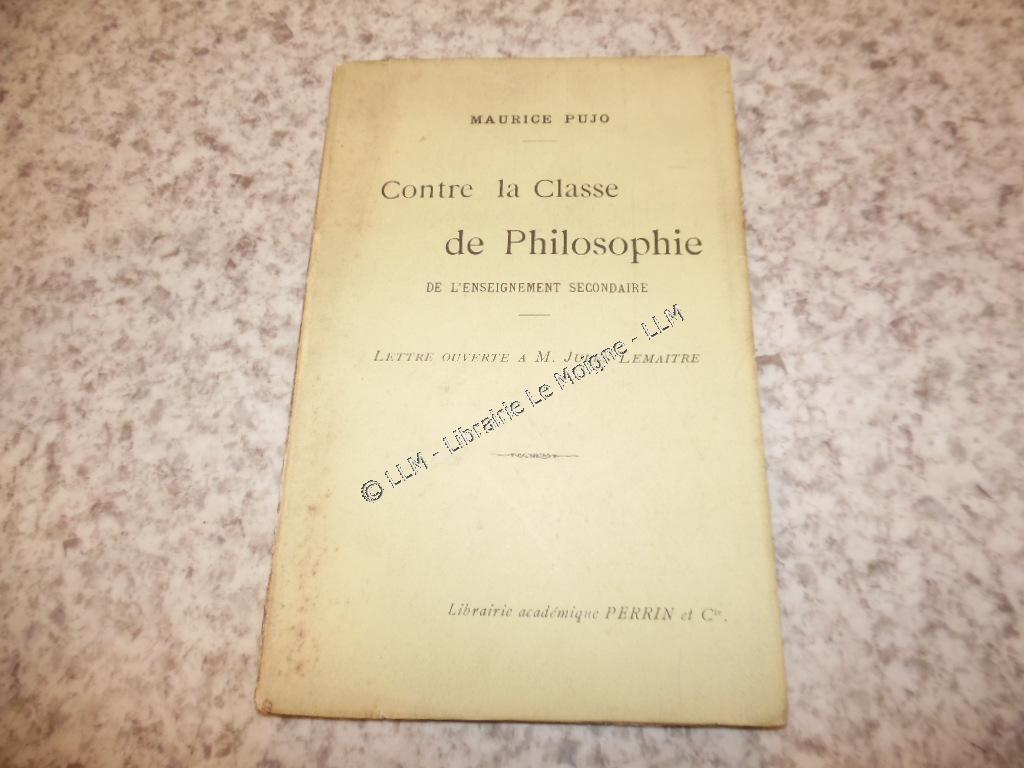 MAURICE PUJO
Contre la Classe
de Philosophie
DE L'ENSEIGNEMENT SECONDAIRE
LETTRE OUVERTE A M. LEMAITRE
© LLM - Librairie Le Moigne - LLM
Librairie académique PERRIN et Cie.